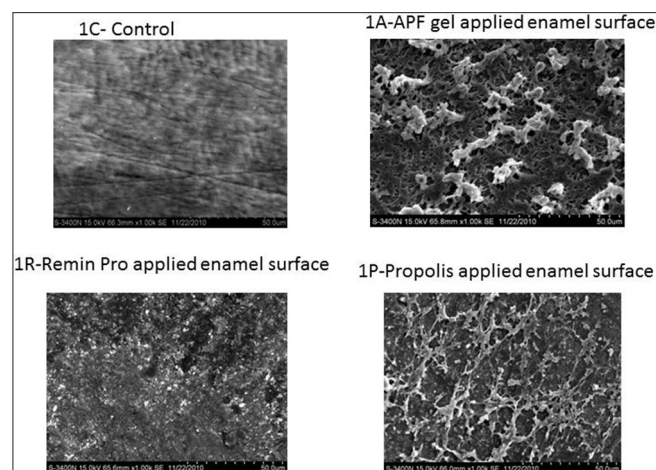 1C- Control
1A-APF gel applied enamel surface
S-3400N 15.0kV 66.3mm x1.00k SE 11/22/2010 50.0um
S-3400N 15.0kV 65.8mm x1.00k SE 11/22/2010 50.0um
1R-Remin Pro applied enamel surface
1P-Propolis applied enamel surface
S-3400N 15.0kV 65.6mm x1.00k SE 11/22/2010 50.0um
S-3400N 15.0kV 66.0mm x1.00k SE 11/22/2010 50.0um